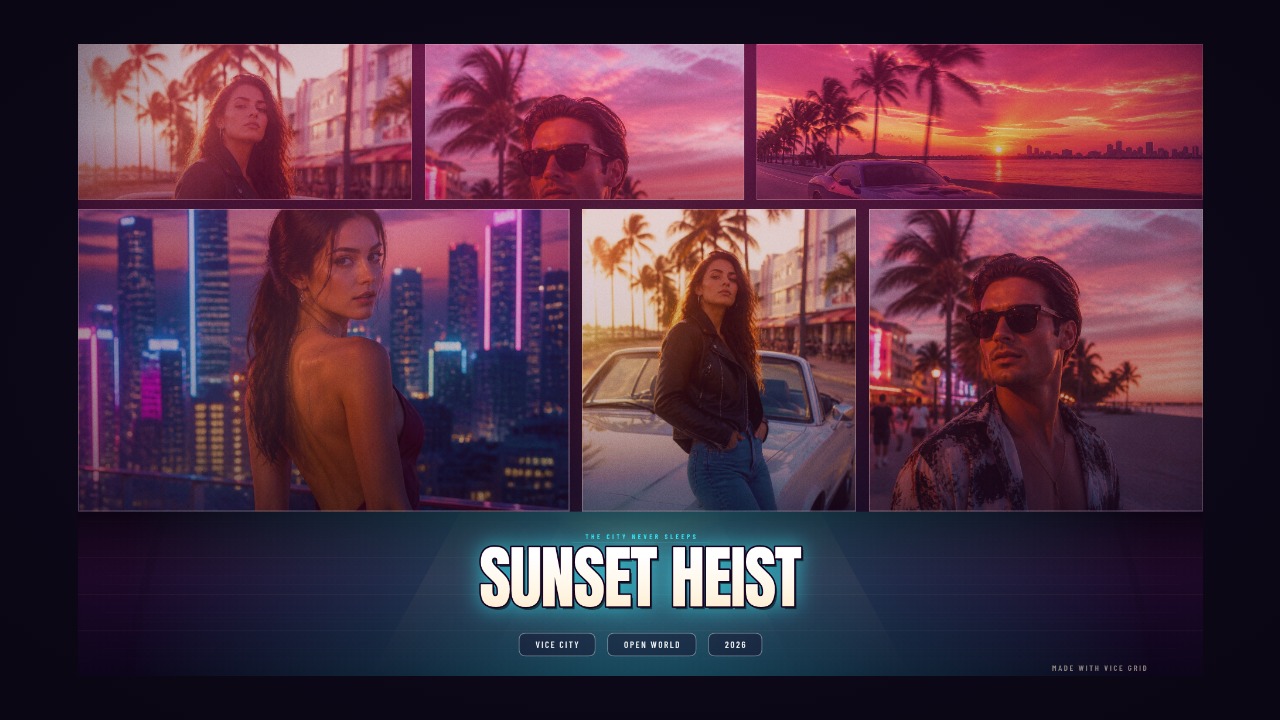 THE CITY NEVER SLEEPS
SUNSET HEIST
VICE CITY
OPEN WORLD
2026
MADE WITH VICE GRID